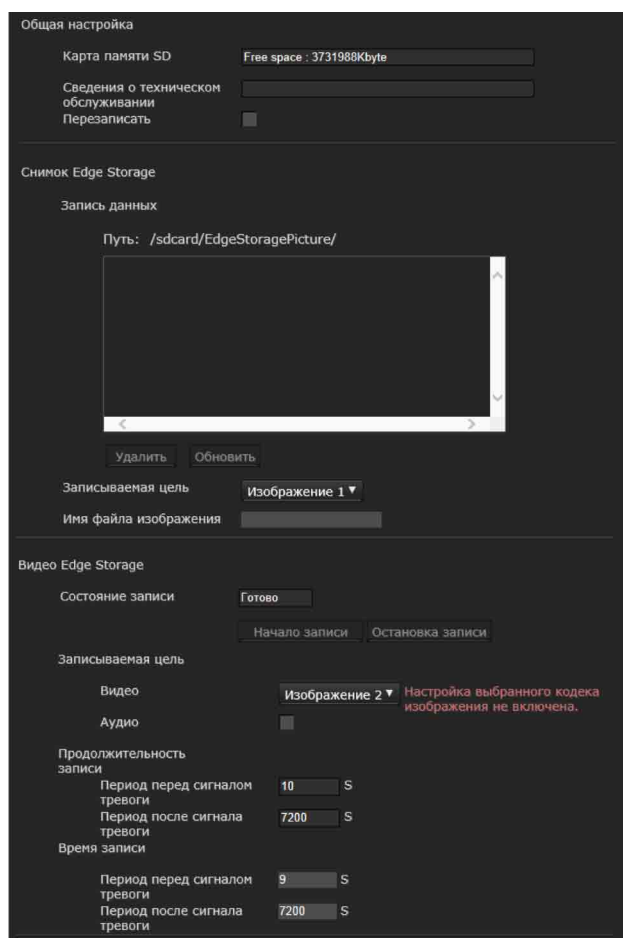 Общая настройка
Карта памяти SD
Free space : 3731988Kbyte
Сведения о техническом
обслуживании
Перезаписать
Снимок Edge Storage
Запись данных
Путь: /sdcard/EdgeStoragePicture/
Удалить Обновить
Записываемая цель
Изображение 1
Имя файла изображения
Видео Edge Storage
Состояние записи
Готово
Начало записи Остановка записи
Записываемая цель
Видео
Изображение 2
Настройка выбранного кодека
изображения не включена.
Аудио
Продолжительность
записи
Период перед сигналом
тревоги
10 S
Период после сигнала
тревоги
7200 S
Время записи
Период перед сигналом
тревоги
9 S
Период после сигнала
тревоги
7200 S